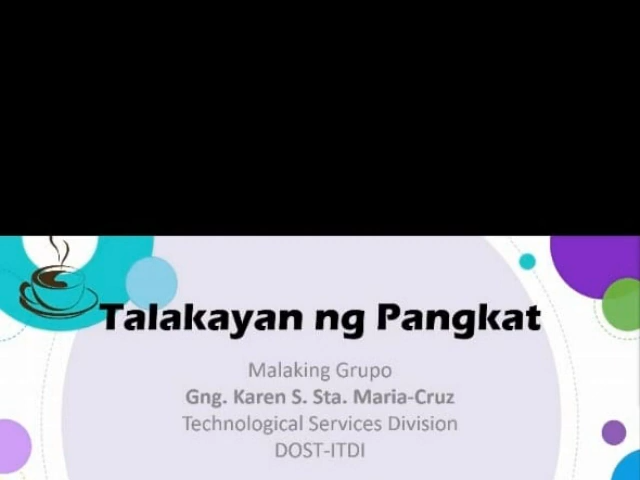 Talakayan ng Pangkat
Malaking Grupo
Gng. Karen S. Sta. Maria-Cruz
Technological Services Division
DOST-ITDI